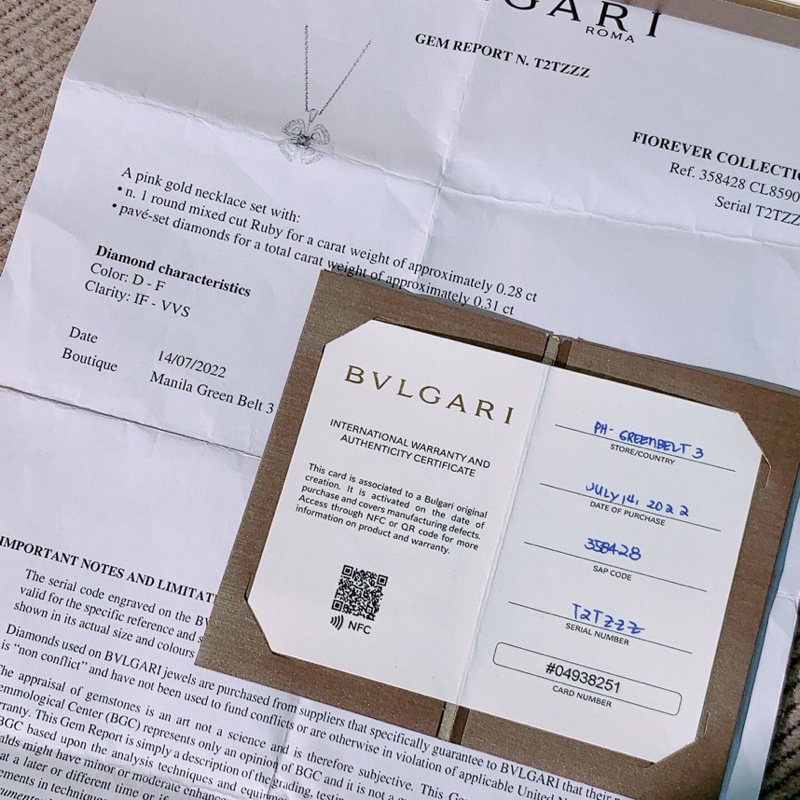 GARI
ROMA
GEM REPORT N. T2TZZZ
FIOREVER COLLECTIO
Ref. 358428 CL8590
Serial T2TZZZ
A pink gold necklace set with:
• n. 1 round mixed cut Ruby for a carat weight of approximately 0.28 ct
• pavé-set diamonds for a total carat weight of approximately 0.31 ct
Diamond characteristics
Color: D - F
Clarity: IF - VVS
Date 14/07/2022
Boutique Manila Green Belt 3
BVLGARI
INTERNATIONAL WARRANTY AND
AUTHENTICITY CERTIFICATE
This card is associated to a Bulgari original
creation. It is activated on the date of
purchase and covers manufacturing defects.
Access through NFC or QR code for more
information on product and warranty.
NFC
PH- GREENBELT 3
STORE/COUNTRY
JULY 14, 2022
DATE OF PURCHASE
358428
SAP CODE
T2TZZZ
SERIAL NUMBER
#04938251
CARD NUMBER
IMPORTANT NOTES AND LIMITAT
The serial code engraved on the BV
valid for the specific reference and s
shown in its actual size and colours
Diamonds used on BVLGARI jewels are purchased from suppliers that specifically guarantee to BVLGARI that their
is "non conflict" and have not been used to fund conflicts or are otherwise in violation of applicable United
The appraisal of gemstones is an art not a science and is therefore subjective. This Gem
emmological Center (BGC) represents only an opinion of BGC and it is not a
rranty. This Gem Report is simply a description of the grading, testing
BGC based upon the analysis techniques and equipm
alds might have minor or moderate enhanc
at a later or different time or if
ements in techniques